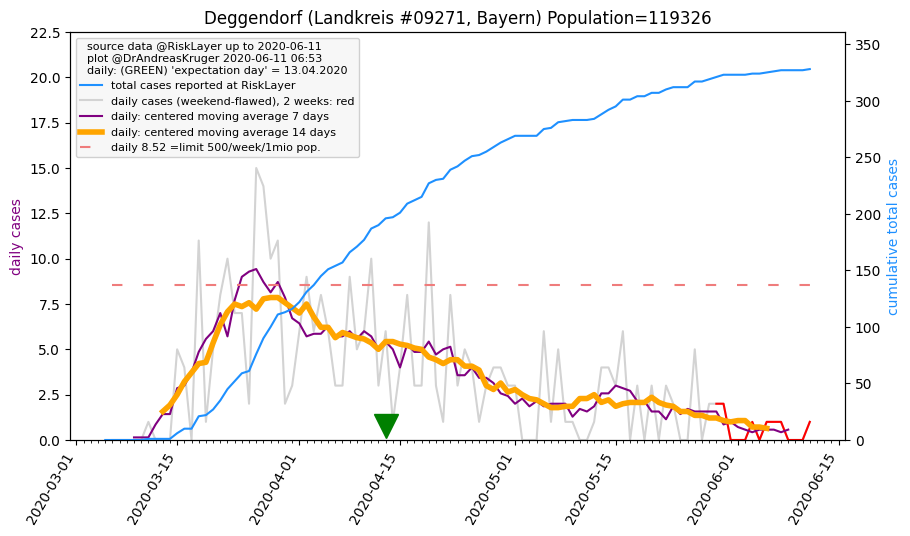 Deggendorf (Landkreis #09271, Bayern) Population=119326
source data @RiskLayer up to 2020-06-11
plot @DrAndreasKruger 2020-06-11 06:53
daily: (GREEN) 'expectation day' = 13.04.2020
total cases reported at RiskLayer
daily cases (weekend-flawed), 2 weeks: red
daily: centered moving average 7 days
daily: centered moving average 14 days
daily 8.52 =limit 500/week/1mio pop.
daily cases
22.5
20.0
17.5
15.0
12.5
10.0
7.5
5.0
2.5
0.0
350
300
250
200
150
100
50
0
cumulative total cases
2020-03-01
2020-03-15
2020-04-01
2020-04-15
2020-05-01
2020-05-15
2020-06-01
2020-06-15